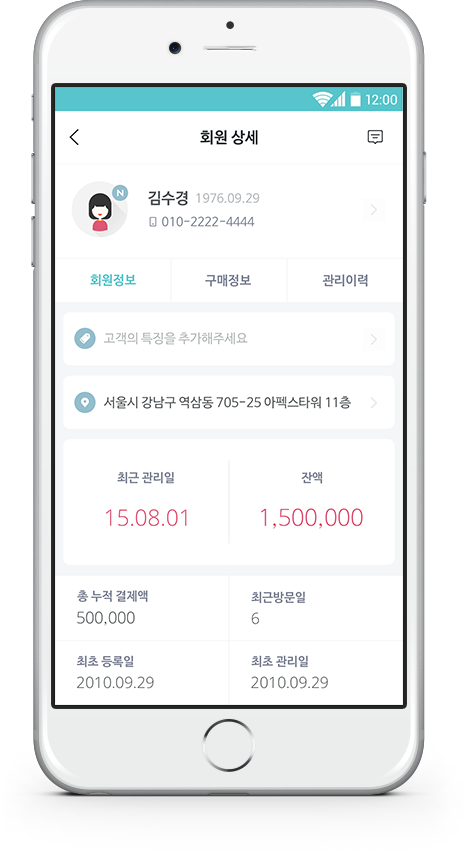 12:00
회원 상세
N
김수경 1976.09.29
010-2222-4444
회원정보 구매정보 관리이력
고객의 특징을 추가해주세요
서울시 강남구 역삼동 705-25 아펙스타워 11층
최근 관리일 잔액
15.08.01 1,500,000
총 누적 결제액 최근방문일
500,000 6
최초 등록일 최초 관리일
2010.09.29 2010.09.29